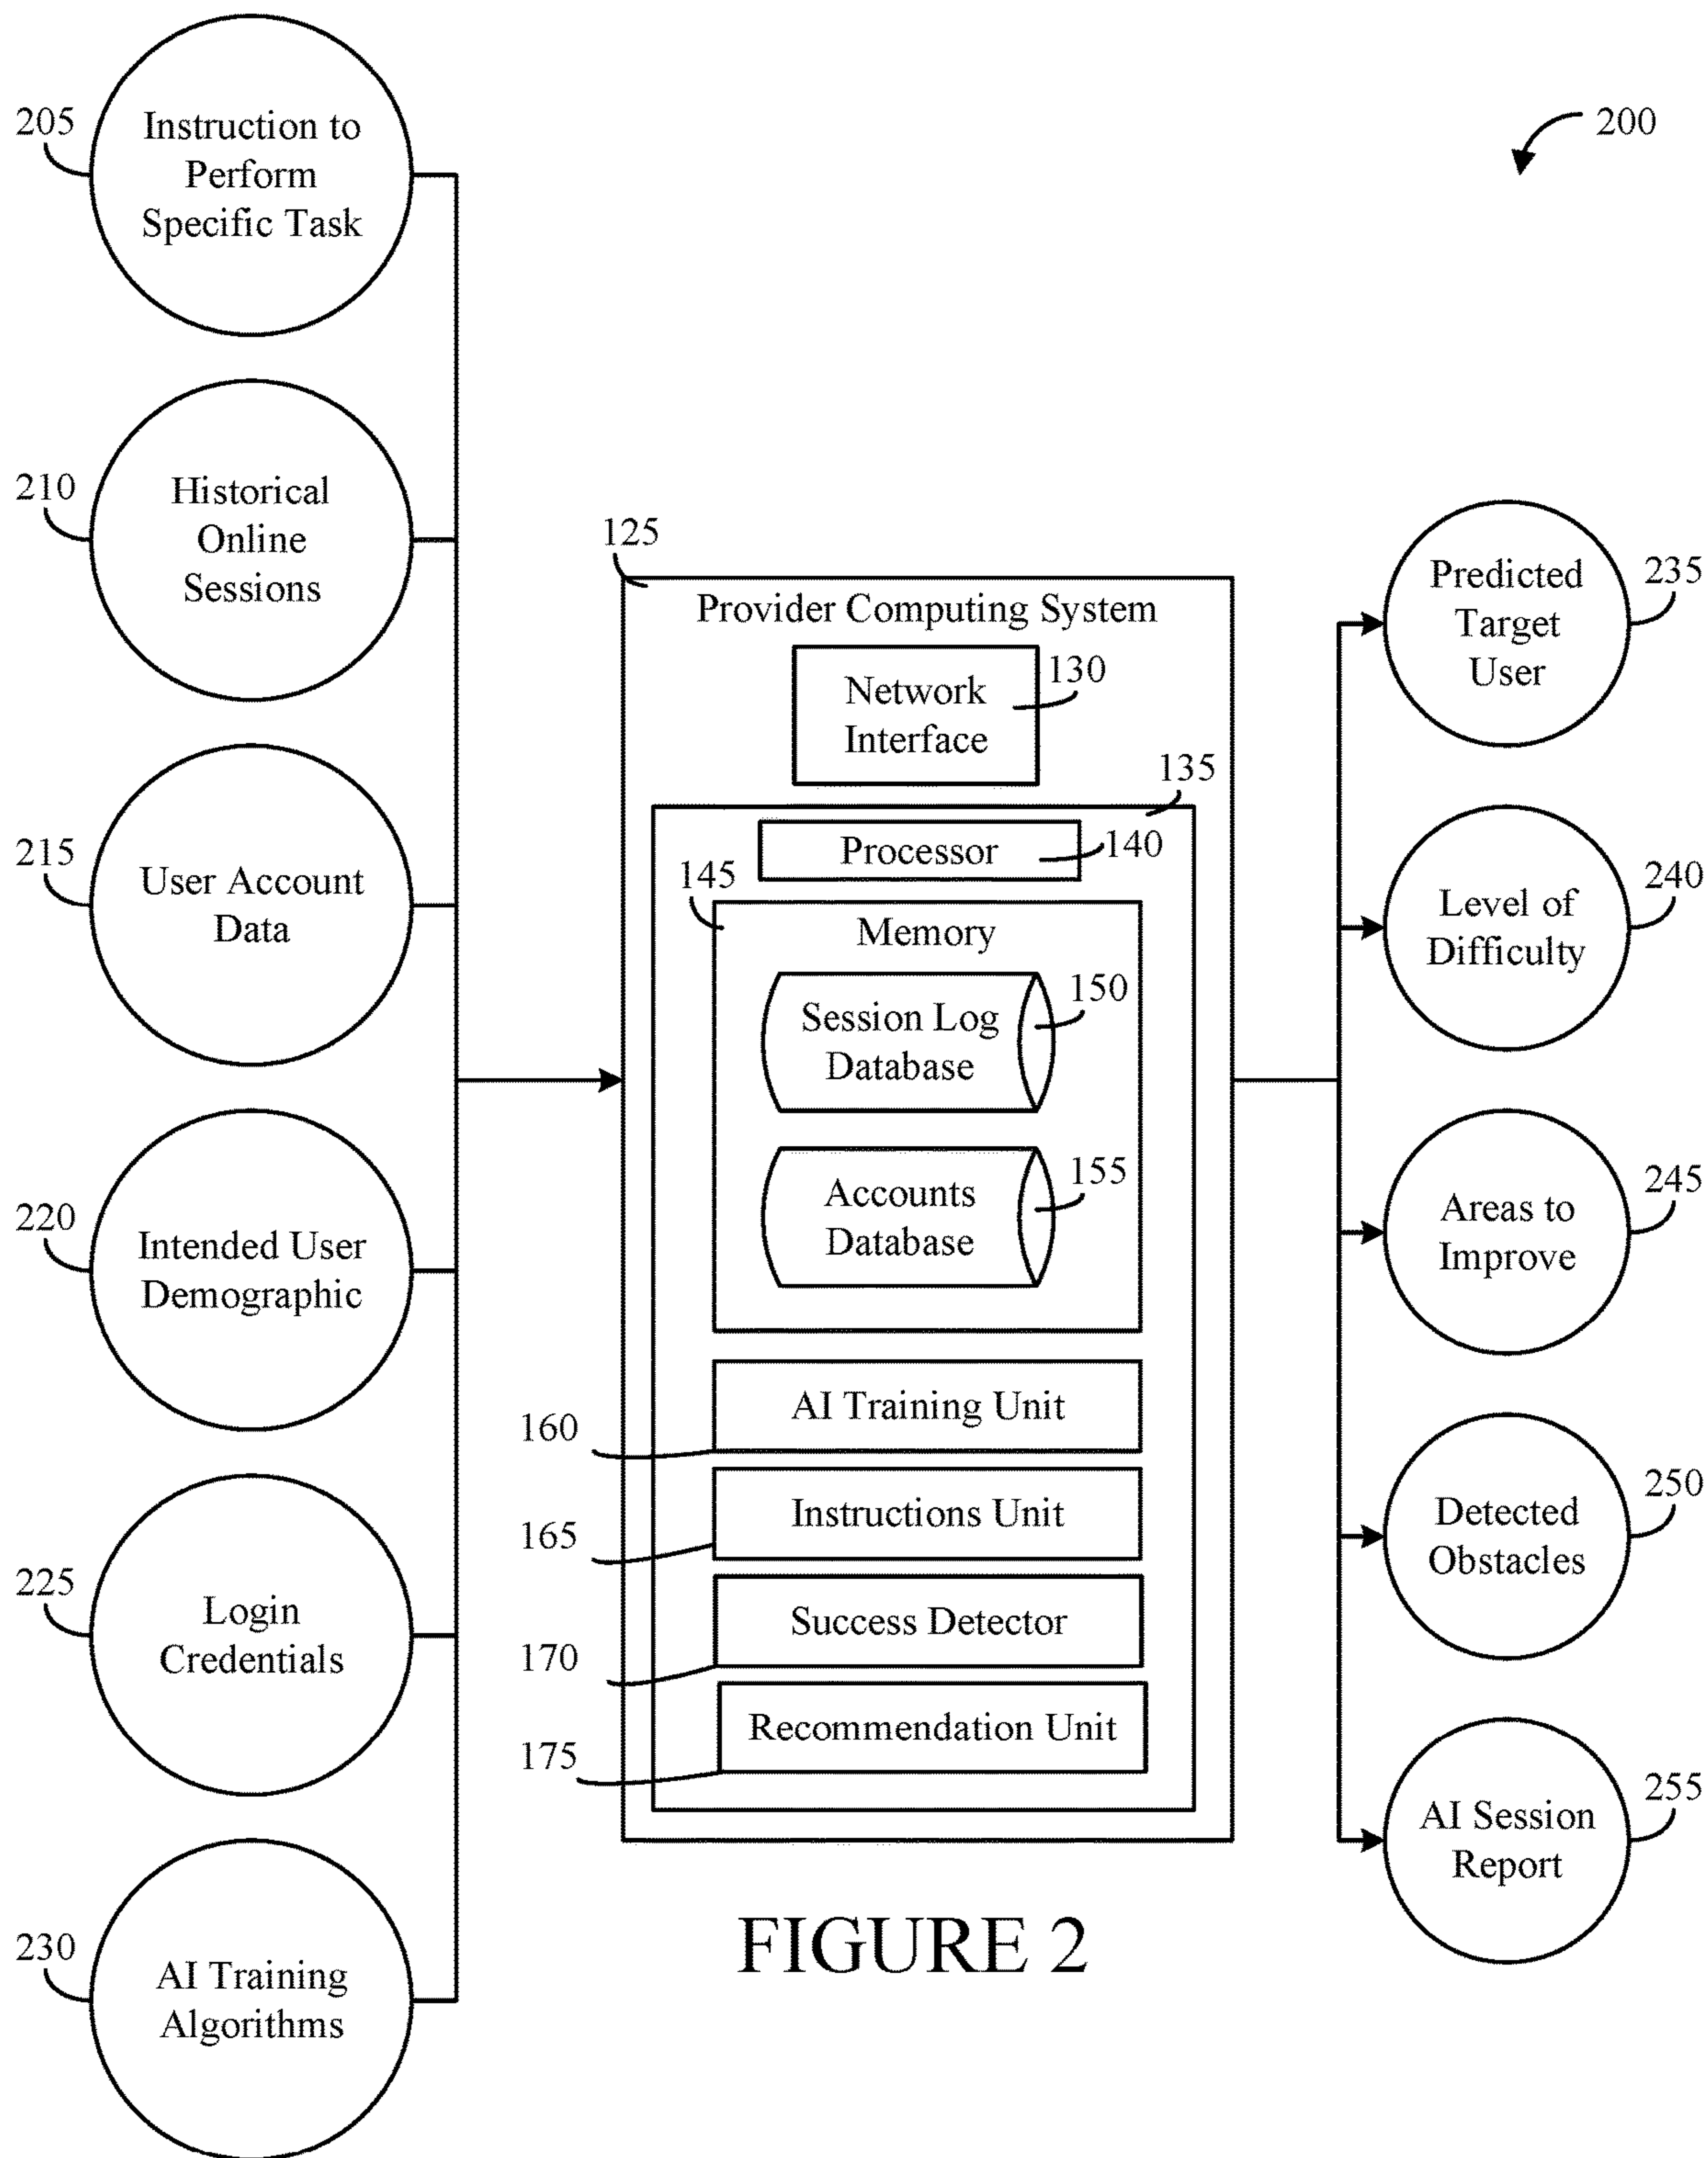 200
205
Instruction to
Perform
Specific Task
210
Historical
Online
Sessions
215
User Account
Data
220
Intended User
Demographic
225
Login
Credentials
230
AI Training
Algorithms
125
Provider Computing System
Network
Interface
130
135
Processor
140
145
Memory
Session Log
Database
150
Accounts
Database
155
AI Training Unit
160
Instructions Unit
165
Success Detector
170
Recommendation Unit
175
Predicted
Target
User
235
Level of
Difficulty
240
Areas to
Improve
245
Detected
Obstacles
250
AI Session
Report
255
FIGURE 2